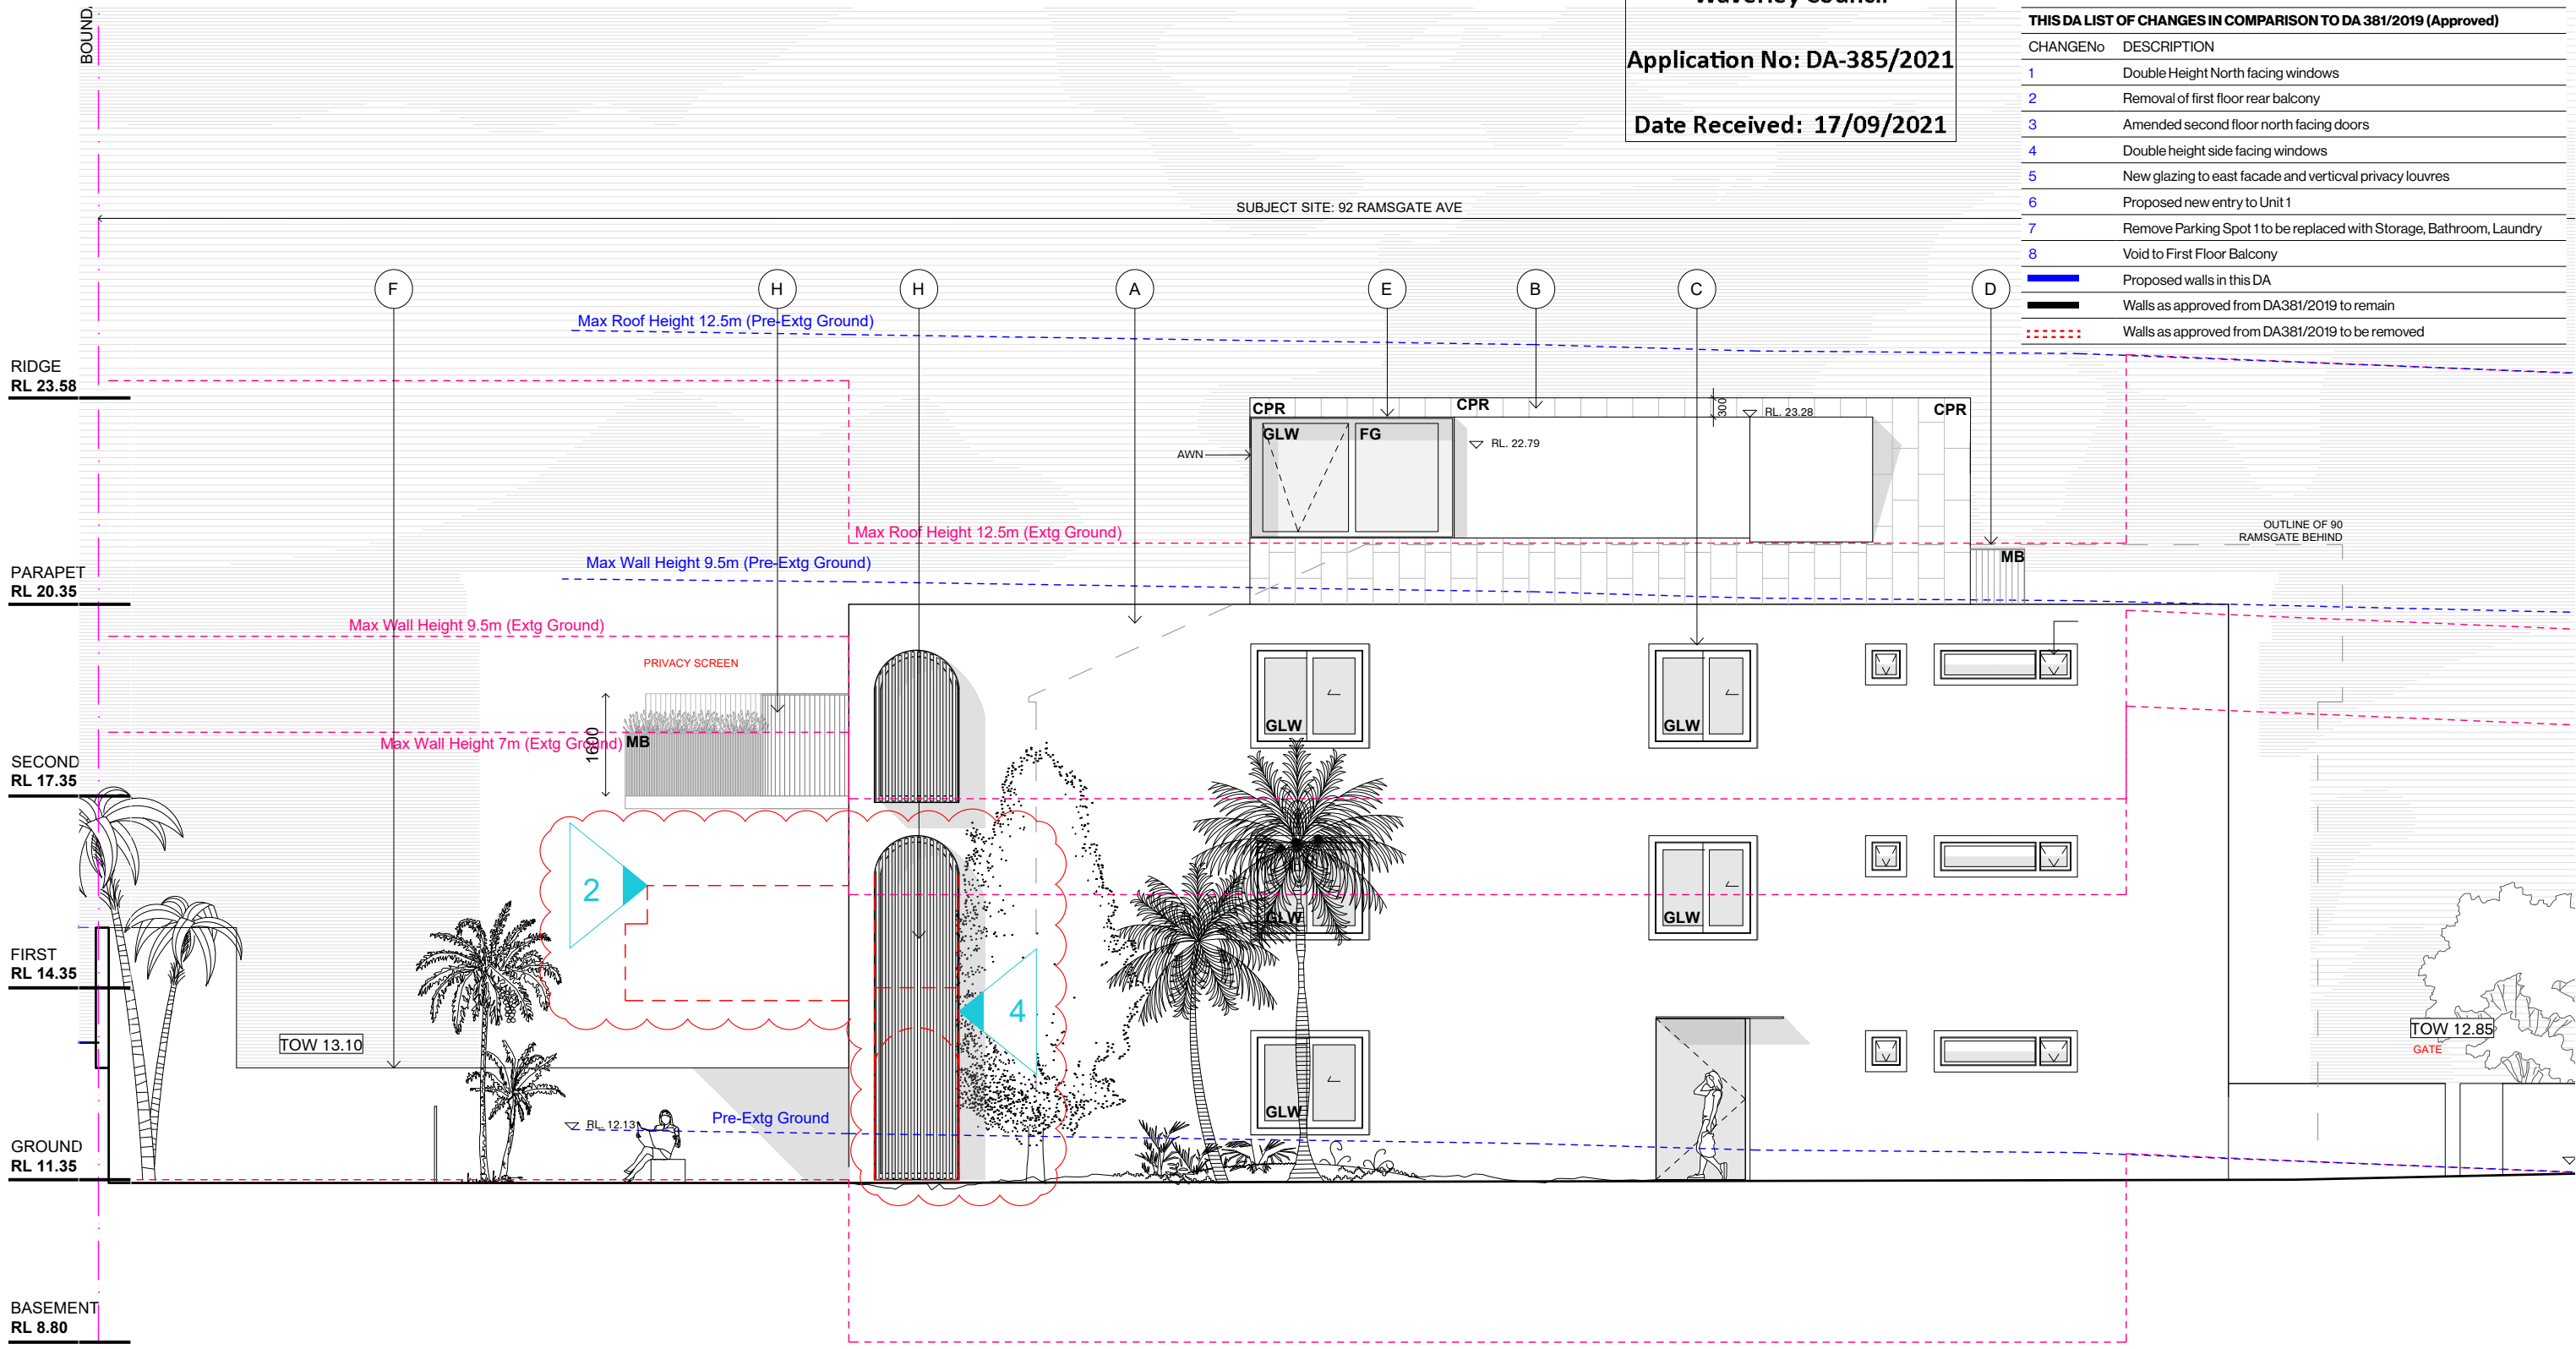 BOUND.
Waverley Council
Application No: DA-385/2021
Date Received: 17/09/2021
THIS DA LIST OF CHANGES IN COMPARISON TO DA 381/2019 (Approved)
CHANGENo DESCRIPTION
1 Double Height North facing windows
2 Removal of first floor rear balcony
3 Amended second floor north facing doors
4 Double height side facing windows
5 New glazing to east facade and verticval privacy louvres
6 Proposed new entry to Unit 1
7 Remove Parking Spot 1 to be replaced with Storage, Bathroom, Laundry
8 Void to First Floor Balcony
Proposed walls in this DA
Walls as approved from DA381/2019 to remain
Walls as approved from DA381/2019 to be removed
SUBJECT SITE: 92 RAMSGATE AVE
F H H A E B C D
Max Roof Height 12.5m (Pre-Extg Ground)
RIDGE
RL 23.58
CPR CPR 300 RL. 23.28 CPR
GLW FG RL. 22.79
AWN
Max Roof Height 12.5m (Extg Ground)
OUTLINE OF 90
RAMSGATE BEHIND
Max Wall Height 9.5m (Pre-Extg Ground)
MB
PARAPET
RL 20.35
Max Wall Height 9.5m (Extg Ground)
PRIVACY SCREEN
GLW GLW
Max Wall Height 7m (Extg Ground)
1600
MB
SECOND
RL 17.35
2
GLW GLW
FIRST
RL 14.35
4
TOW 13.10
TOW 12.85
GATE
GLW
Pre-Extg Ground
RL. 12.13
GROUND
RL 11.35
BASEMENT
RL 8.80